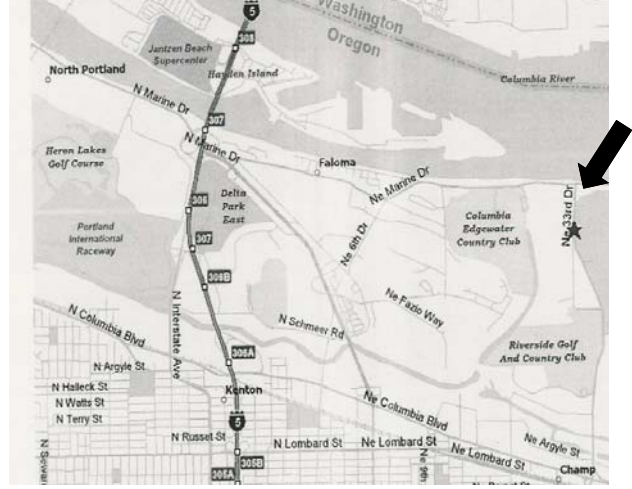 5
Washington
Oregon
308
Jantzen Beach
Supercenter
Hayden Island
North Portland
Columbia River
N Marine Dr
307
N Marine Dr
Faloma
Heron Lakes
Golf Course
Ne Marine Dr
Ne 33rd Dr
Delta
Park
East
306
Columbia
Edgewater
Country Club
Portland
International
Raceway
307
Ne 6th Dr
306B
Ne Fazio Way
N Interstate Ave
N Columbia Blvd
N Schmeer Rd
Riverside Golf
And Country Club
306A
N Argyle St
N Halleck St
Kenton
N Watts St
N Terry St
5
Ne Columbia Blvd
N Russet St
N Lombard St
Ne Lombard St
Ne Lombard St
Ne Argyle St
305B
Ne 9th
Champ
305A